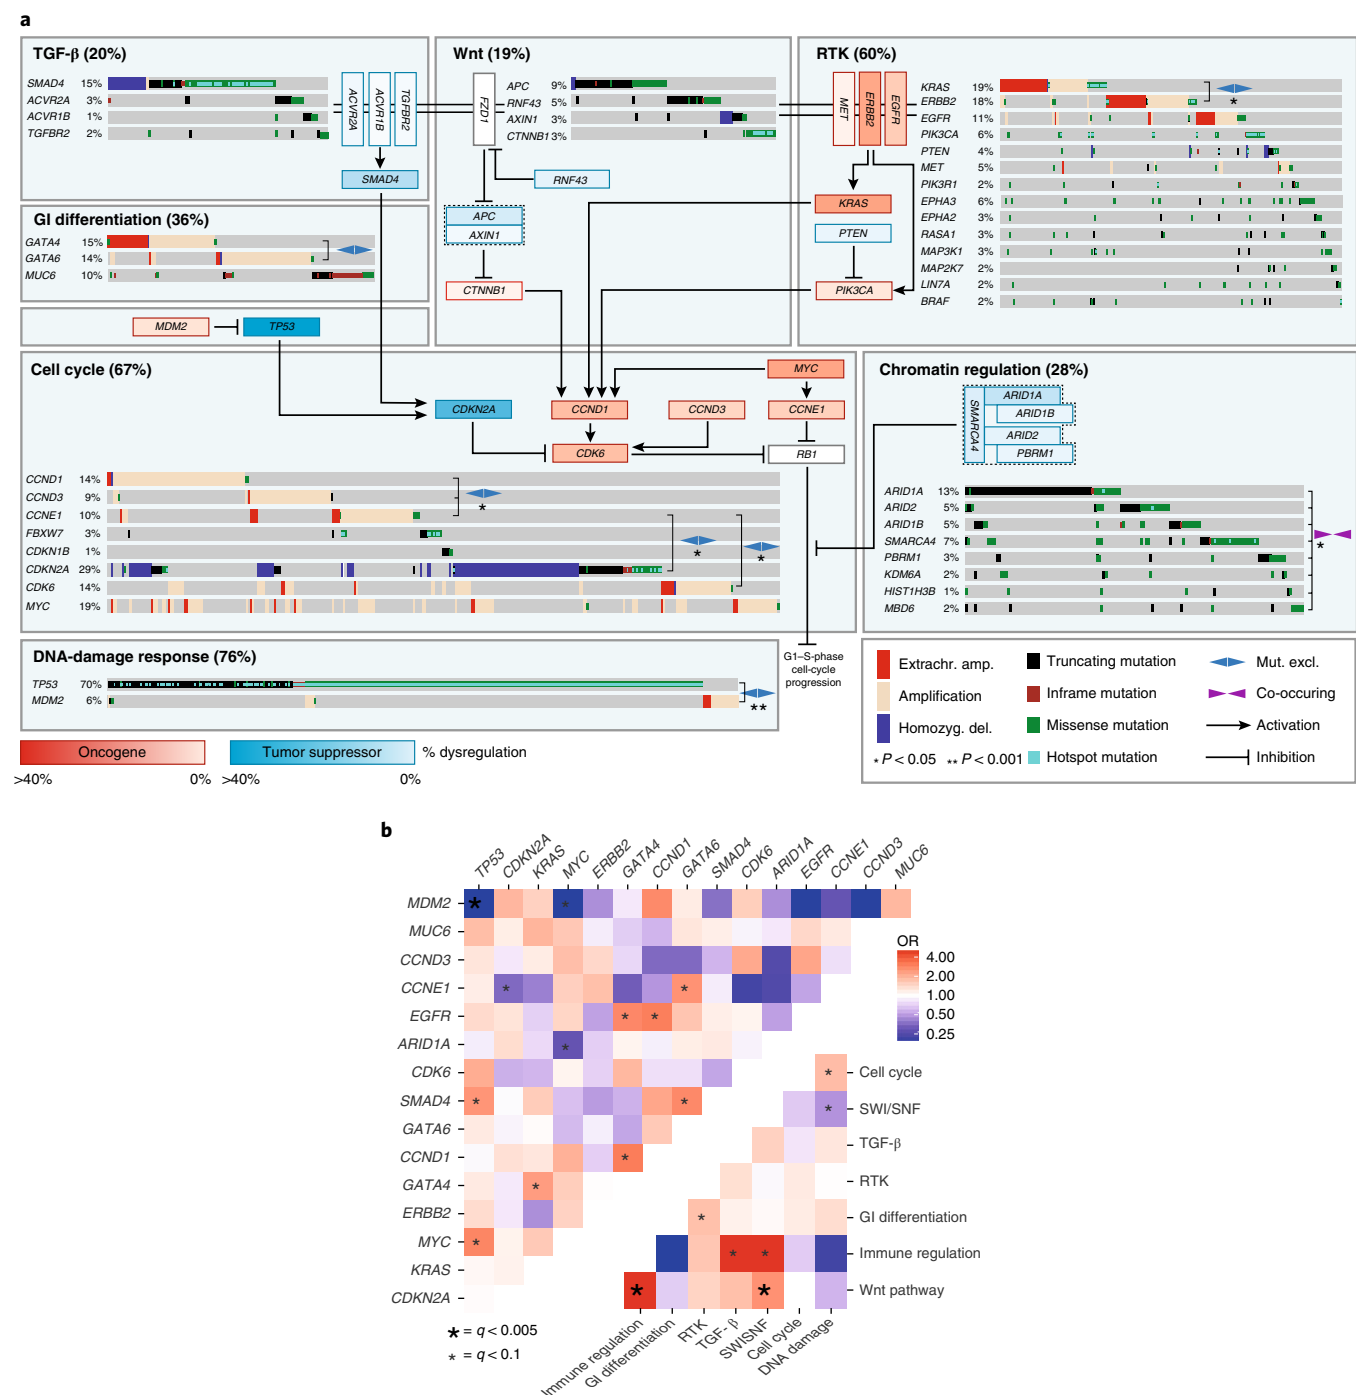 a
TGF-β (20%)
SMAD4 15%
ACVR2A 3%
ACVR1B 1%
TGFBR2 2%
ACVR2A
ACVR1B
TGFBR2
SMAD4
Wnt (19%)
FZD1
APC 9%
RNF43 5%
AXIN1 3%
CTNNB1 3%
RNF43
APC
AXIN1
CTNNB1
RTK (60%)
MET
ERBB2
EGFR
KRAS
PTEN
PIK3CA
KRAS 19%
ERBB2 18%
*
EGFR 11%
PIK3CA 6%
PTEN 4%
MET 5%
PIK3R1 2%
EPHA3 6%
EPHA2 3%
RASA1 3%
MAP3K1 3%
MAP2K7 2%
LIN7A 2%
BRAF 2%
GI differentiation (36%)
GATA4 15%
GATA6 14%
MUC6 10%
MDM2
TP53
Cell cycle (67%)
MYC
CDKN2A
CCND1
CCND3
CCNE1
CDK6
RB1
CCND1 14%
CCND3 9%
*
CCNE1 10%
FBXW7 3%
CDKN1B 1%
* *
CDKN2A 29%
CDK6 14%
MYC 19%
Chromatin regulation (28%)
SMARCA4
ARID1A
ARID1B
ARID2
PBRM1
ARID1A 13%
ARID2 5%
ARID1B 5%
SMARCA4 7%
*
PBRM1 3%
KDM6A 2%
HIST1H3B 1%
MBD6 2%
DNA-damage response (76%)
TP53 70%
MDM2 6%
**
G1–S-phase
cell-cycle
progression
Oncogene
>40% 0%
Tumor suppressor
>40% 0%
% dysregulation
Extrachr. amp.
Amplification
Homozyg. del.
* P < 0.05 ** P < 0.001
Truncating mutation
Inframe mutation
Missense mutation
Hotspot mutation
Mut. excl.
Co-occuring
Activation
Inhibition
b
TP53
CDKN2A
KRAS
MYC
ERBB2
GATA4
CCND1
GATA6
SMAD4
CDK6
ARID1A
EGFR
CCNE1
CCND3
MUC6
MDM2 * *
MUC6
CCND3
CCNE1 * *
EGFR * *
ARID1A *
CDK6
SMAD4 * *
GATA6
CCND1 *
GATA4 *
ERBB2
MYC *
KRAS
CDKN2A
OR
4.00
2.00
1.00
0.50
0.25
* Cell cycle
* SWI/SNF
TGF-β
RTK
* GI differentiation
* * Immune regulation
* * Wnt pathway
Immune regulation
GI differentiation
RTK
TGF- β
SWISNF
Cell cycle
DNA damage
* = q < 0.005
* = q < 0.1